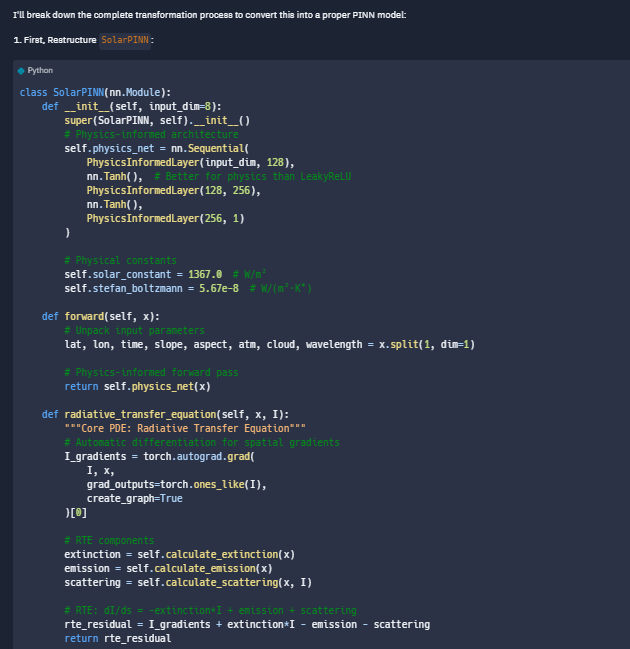 I'll break down the complete transformation process to convert this into a proper PINN model:
1. First, Restructure SolarPINN:
Python
class SolarPINN(nn.Module):
    def __init__(self, input_dim=8):
        super(SolarPINN, self).__init__()
        # Physics-informed architecture
        self.physics_net = nn.Sequential(
            PhysicsInformedLayer(input_dim, 128),
            nn.Tanh(),  # Better for physics than LeakyReLU
            PhysicsInformedLayer(128, 256),
            nn.Tanh(),
            PhysicsInformedLayer(256, 1)
        )
        # Physical constants
        self.solar_constant = 1367.0  # W/m²
        self.stefan_boltzmann = 5.67e-8  # W/(m²·K⁴)
    def forward(self, x):
        # Unpack input parameters
        lat, lon, time, slope, aspect, atm, cloud, wavelength = x.split(1, dim=1)
        # Physics-informed forward pass
        return self.physics_net(x)
    def radiative_transfer_equation(self, x, I):
        """Core PDE: Radiative Transfer Equation"""
        # Automatic differentiation for spatial gradients
        I_gradients = torch.autograd.grad(
            I, x,
            grad_outputs=torch.ones_like(I),
            create_graph=True
        )[0]
        # RTE components
        extinction = self.calculate_extinction(x)
        emission = self.calculate_emission(x)
        scattering = self.calculate_scattering(x, I)
        # RTE: dI/ds = -extinction*I + emission + scattering
        rte_residual = I_gradients + extinction*I - emission - scattering
        return rte_residual